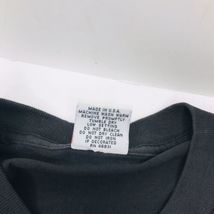 MADE IN U.S.A.
MACHINE WASH WARM
REMOVE PROMPTLY
TUMBLE DRY
LOW SETTING
DO NOT BLEACH
DO NOT DRY CLEAN
DO NOT IRON
IF DECORATED
RN 48831